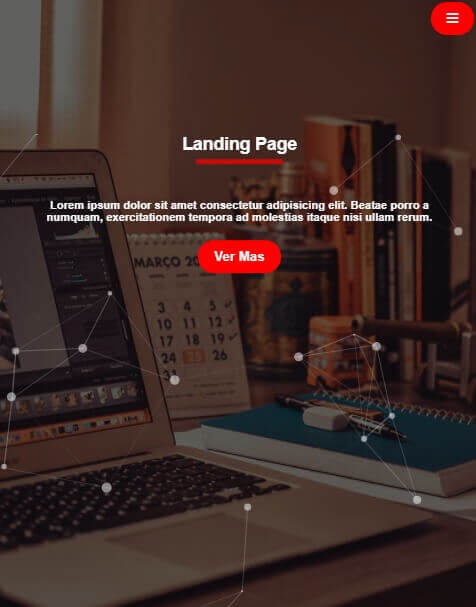 Landing Page
Lorem ipsum dolor sit amet consectetur adipisicing elit. Beatae porro a
numquam, exercitationem tempora ad molestias itaque nisi ullam rerum.
Ver Mas
MARÇO 20
3 4 5
10 11 12
17 18 19
24 25 26
31